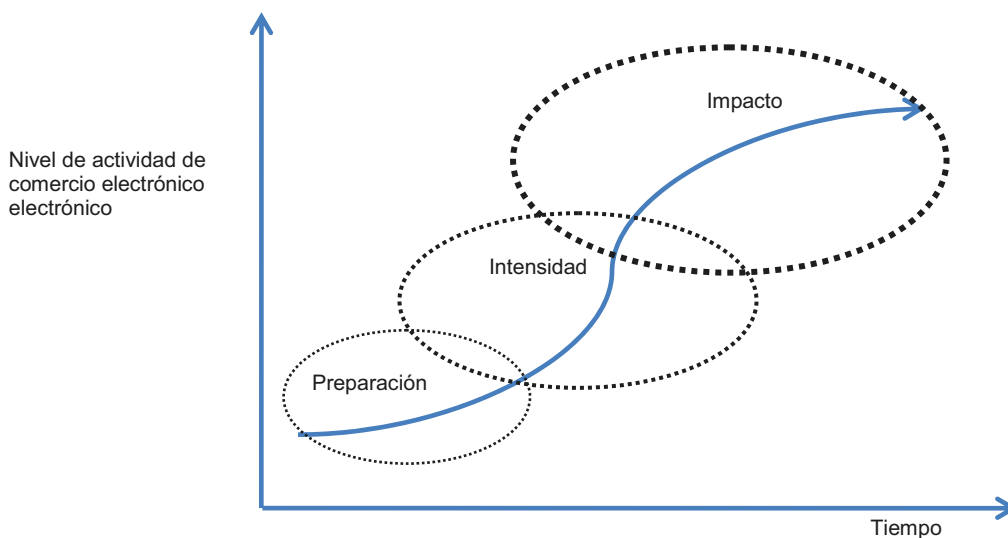 Impacto
Nivel de actividad de
comercio electrónico
electrónico
Intensidad
Preparación
Tiempo